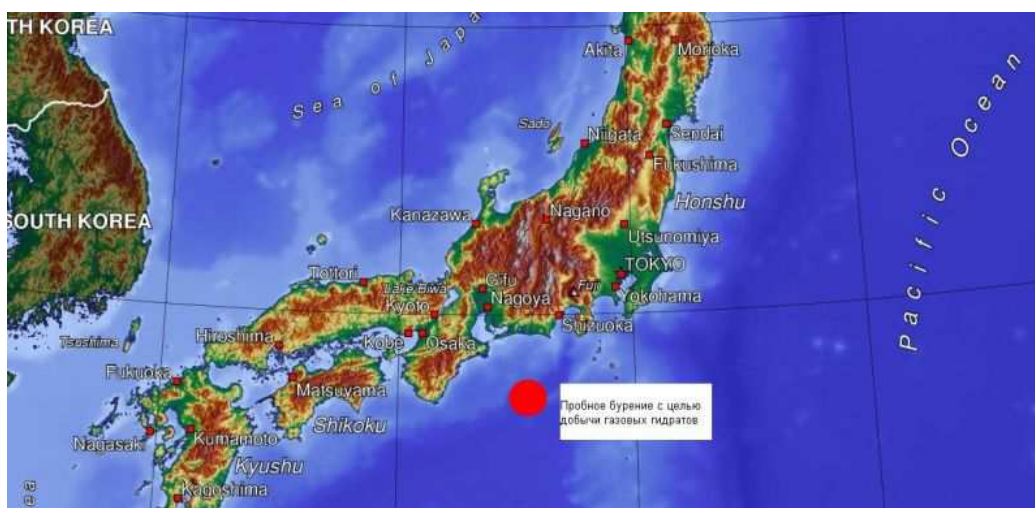 TH KOREA
Sea of Japa
Akita
Morioka
Pacific Ocean
Sado
Niigata
Sendai
Fukushima
SOUTH KOREA
Kanazawa
Nagano
Honshu
Utsunomiya
Tottori
Lake Biwa
Gifu
Fuji
TOKYO
Kyoto
Nagoya
Yokohama
Tsushima
Hiroshima
Kobe
Osaka
Shizuoka
Fukuoka
Matsuyama
Пробное бурение с целью
добычи газовых гидратов
Shikoku
Nagasaki
Kumamoto
Kyushu
Kagoshima
ea